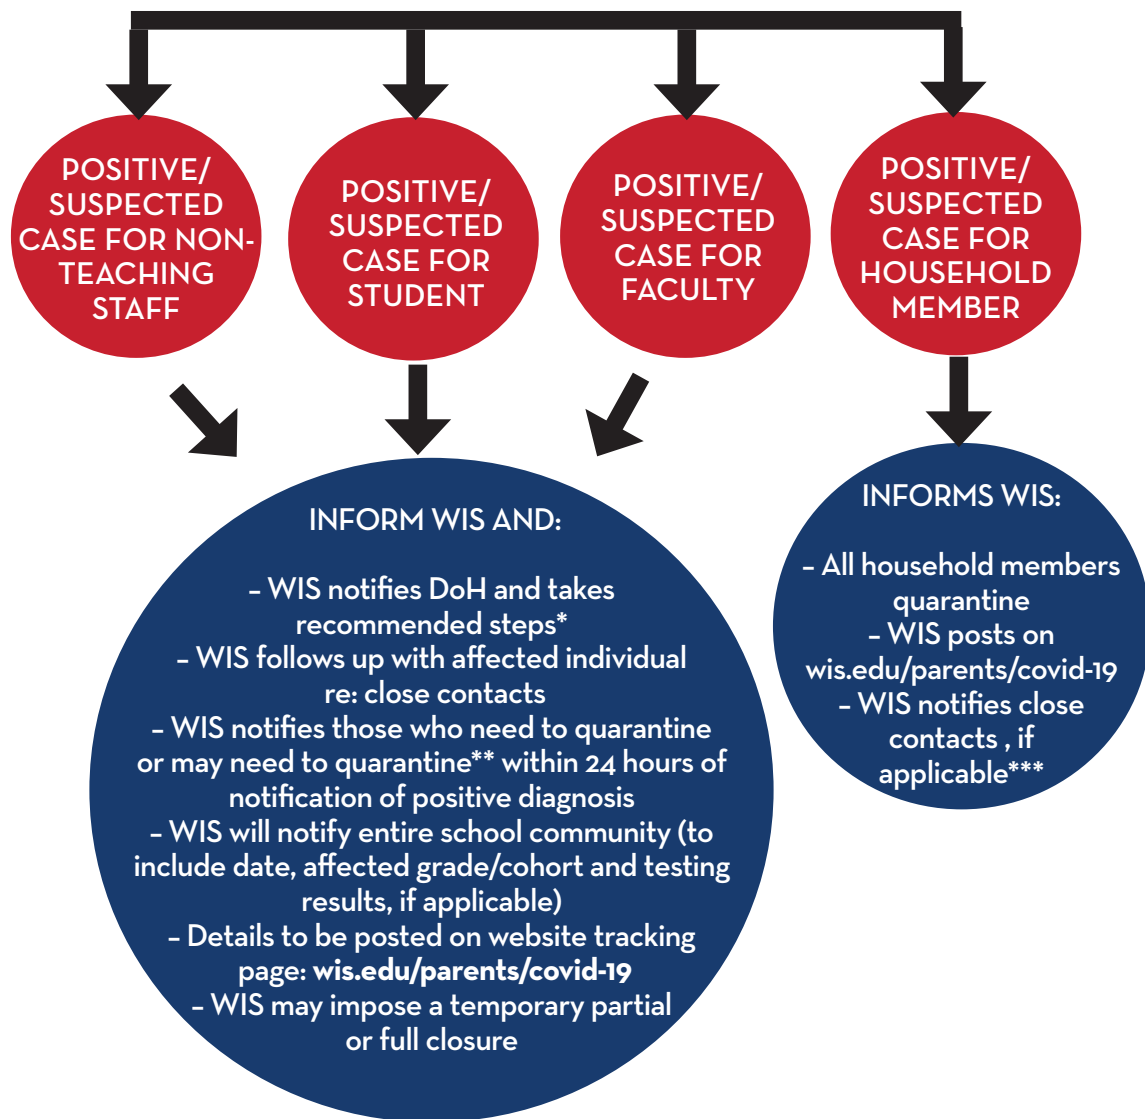 POSITIVE/
SUSPECTED
CASE FOR NON-
TEACHING
STAFF
POSITIVE/
SUSPECTED
CASE FOR
STUDENT
POSITIVE/
SUSPECTED
CASE FOR
FACULTY
POSITIVE/
SUSPECTED
CASE FOR
HOUSEHOLD
MEMBER
INFORM WIS AND:
– WIS notifies DoH and takes
recommended steps*
– WIS follows up with affected individual
re: close contacts
– WIS notifies those who need to quarantine
or may need to quarantine** within 24 hours of
notification of positive diagnosis
– WIS will notify entire school community (to
include date, affected grade/cohort and testing
results, if applicable)
– Details to be posted on website tracking
page: wis.edu/parents/covid-19
– WIS may impose a temporary partial
or full closure
INFORMS WIS:
– All household members
quarantine
– WIS posts on
wis.edu/parents/covid-19
– WIS notifies close
contacts , if
applicable***